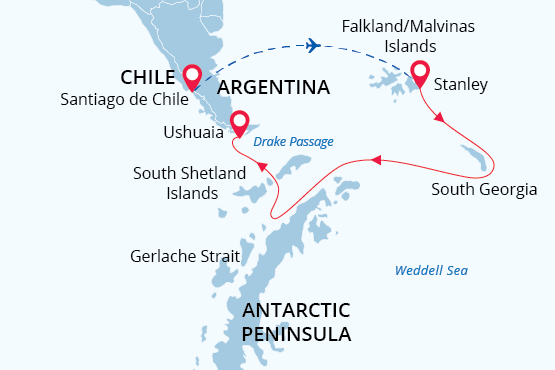 Falkland/Malvinas
Islands
CHILE
ARGENTINA
Santiago de Chile
Stanley
Ushuaia
Drake Passage
South Shetland
Islands
South Georgia
Gerlache Strait
Weddell Sea
ANTARCTIC
PENINSULA